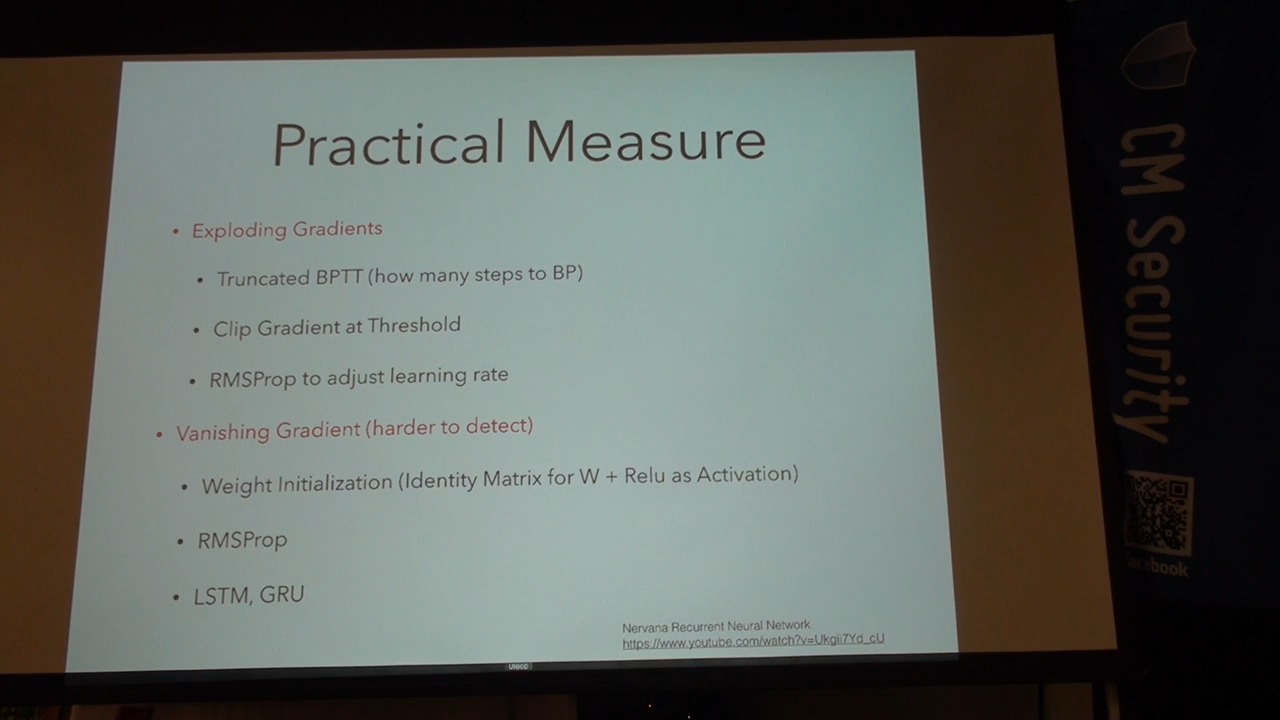 Practical Measure
• Exploding Gradients
• Truncated BPTT (how many steps to BP)
• Clip Gradient at Threshold
• RMSProp to adjust learning rate
• Vanishing Gradient (harder to detect)
• Weight Initialization (Identity Matrix for W + Relu as Activation)
• RMSProp
• LSTM, GRU
Nervana Recurrent Neural Network
https://www.youtube.com/watch?v=Ukgii7Yd_cU
CM Security
facebook